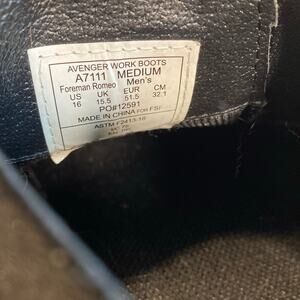 AVENGER WORK BOOTS
A7111 MEDIUM
Foreman Romeo Men's
US UK EUR CM
16 15.5 51.5 32.1
PO#12591
MADE IN CHINA FOR FSF
ASTM F2413-18